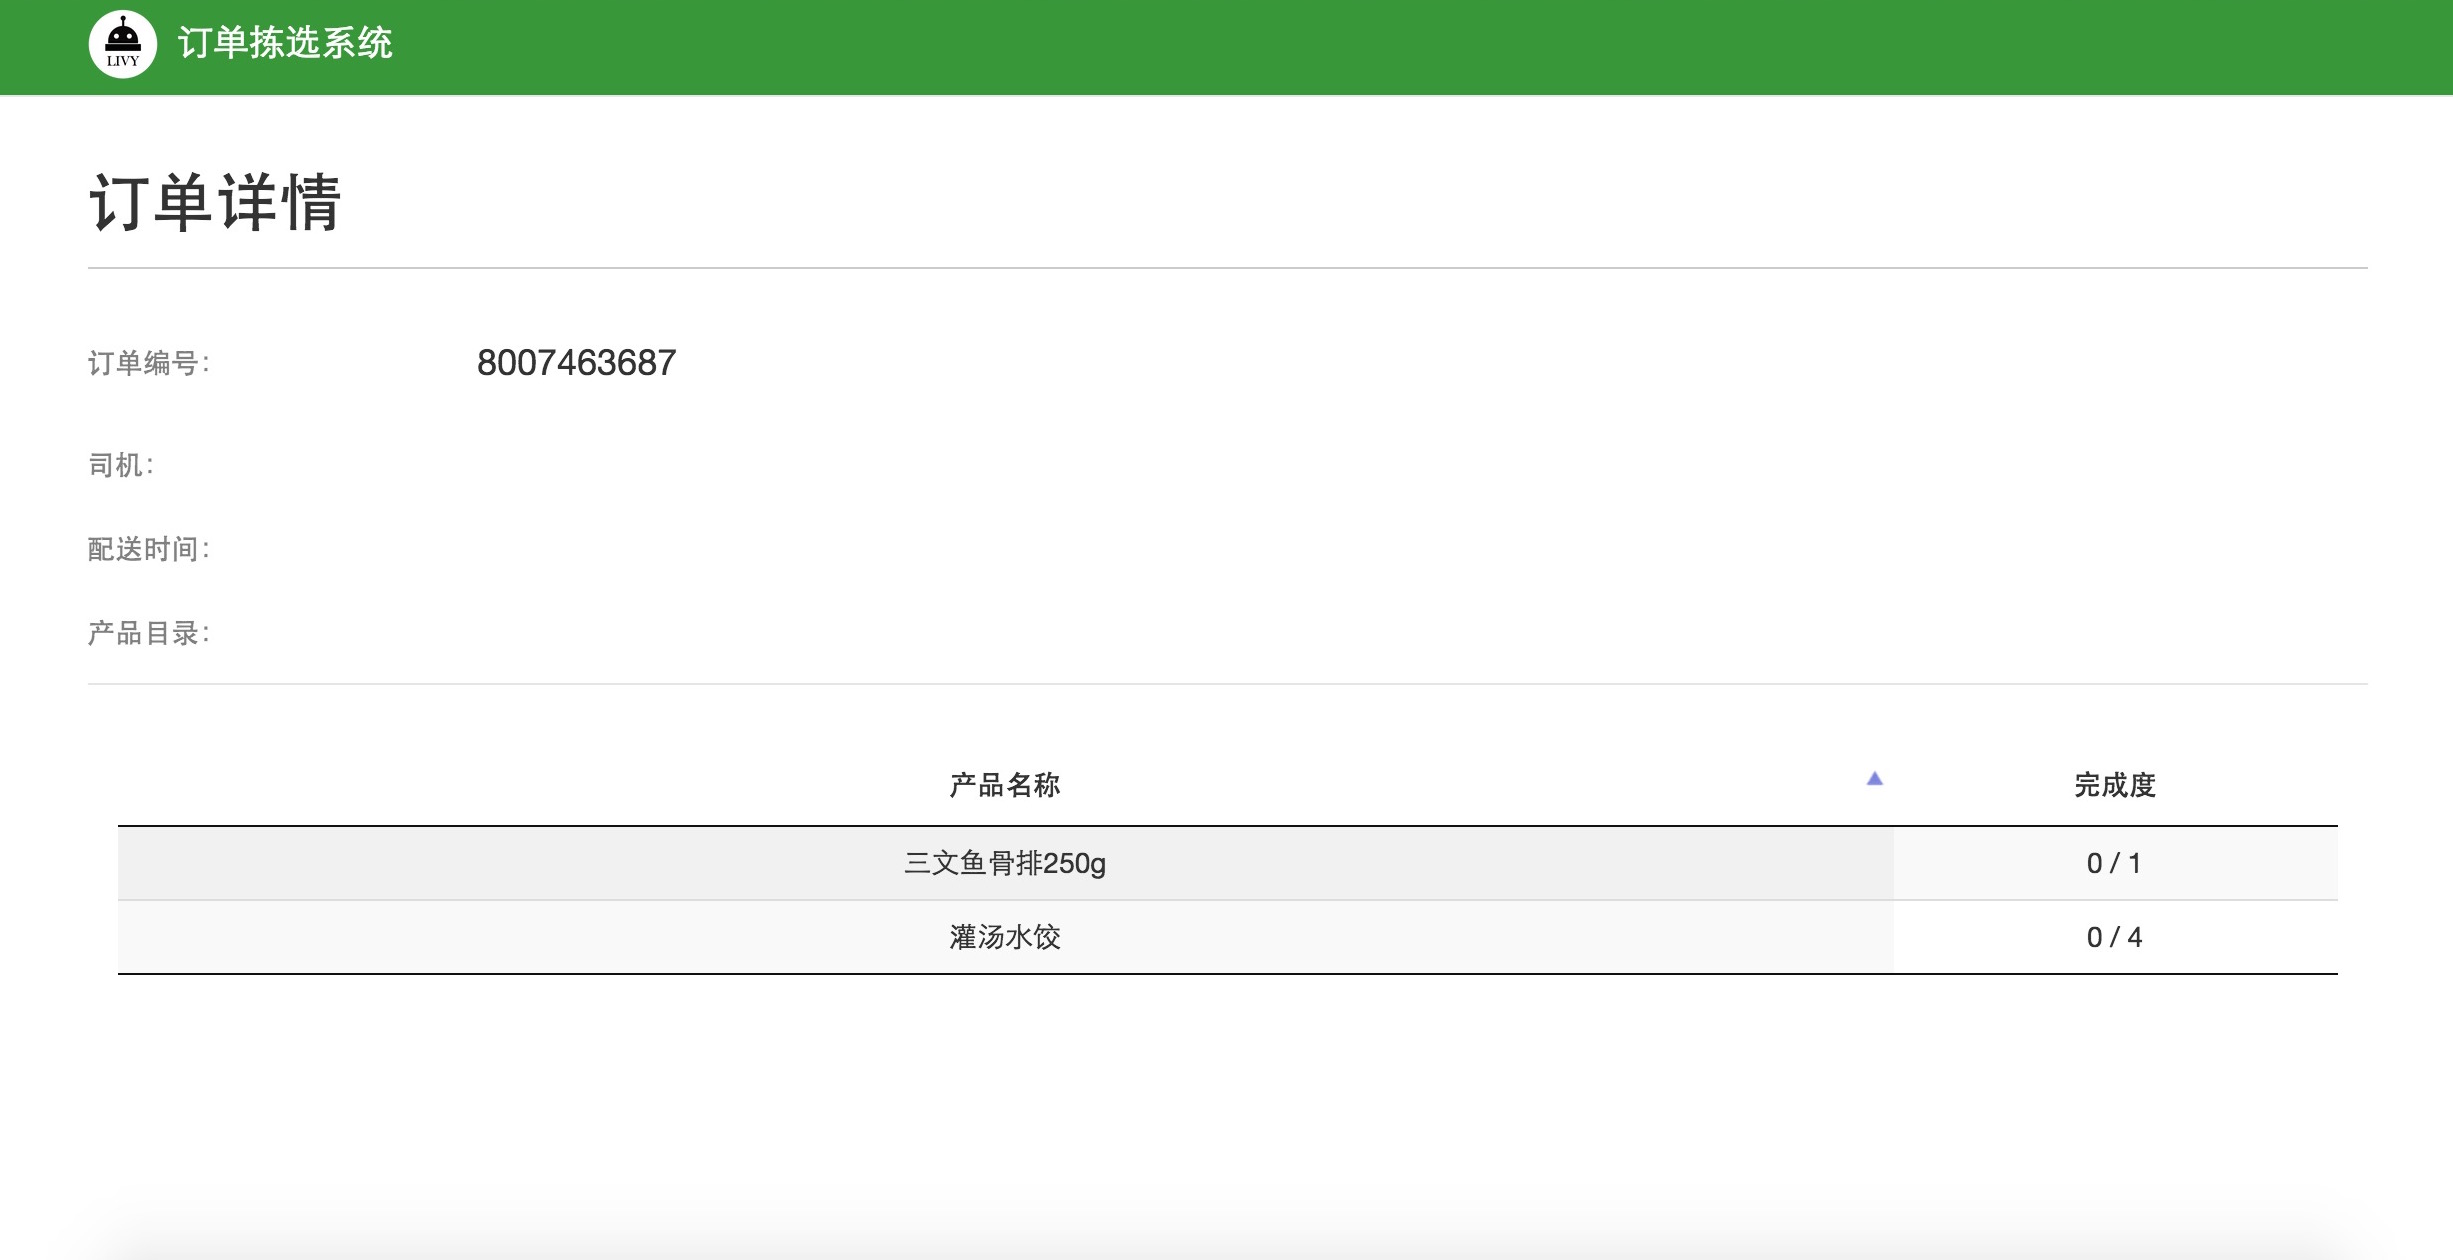 LIVY 订单拣选系统
订单详情
订单编号: 8007463687
司机:
配送时间:
产品目录:
产品名称 完成度
三文鱼骨排250g 0 / 1
灌汤水饺 0 / 4